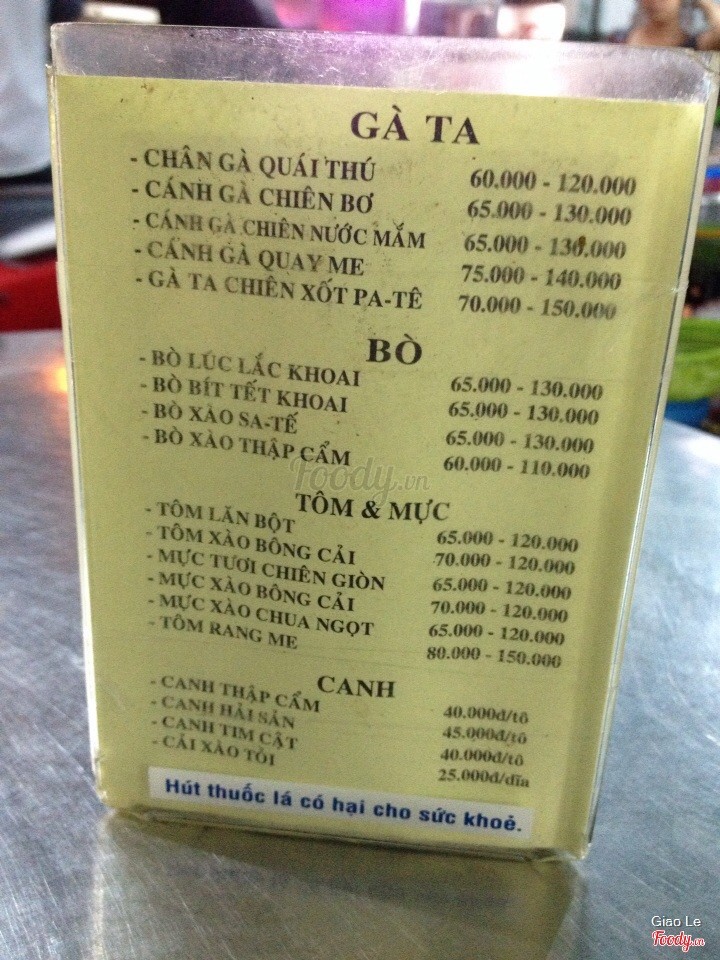 GÀ TA
- CHÂN GÀ QUÁI THÚ 60.000 - 120.000
- CÁNH GÀ CHIÊN BƠ 65.000 - 130.000
- CÁNH GÀ CHIÊN NƯỚC MẮM 65.000 - 130.000
- CÁNH GÀ QUAY ME 75.000 - 140.000
- GÀ TA CHIÊN XỐT PA-TÊ 70.000 - 150.000
BÒ
- BÒ LÚC LẮC KHOAI 65.000 - 130.000
- BÒ BÍT TẾT KHOAI 65.000 - 130.000
- BÒ XÀO SA-TẾ 65.000 - 130.000
- BÒ XÀO THẬP CẨM 60.000 - 110.000
Foody.vn
TÔM & MỰC
- TÔM LĂN BỘT 65.000 - 120.000
- TÔM XÀO BÔNG CẢI 70.000 - 120.000
- MỰC TƯƠI CHIÊN GIÒN 65.000 - 120.000
- MỰC XÀO BÔNG CẢI 70.000 - 120.000
- MỰC XÀO CHUA NGỌT 65.000 - 120.000
- TÔM RANG ME 80.000 - 150.000
CANH
- CANH THẬP CẨM 40.000đ/tô
- CANH HẢI SẢN 45.000đ/tô
- CANH TIM CẬT 40.000đ/tô
- CẢI XÀO TỎI 25.000đ/dĩa
Hút thuốc lá có hại cho sức khoẻ.
Giao Le
Foody.vn